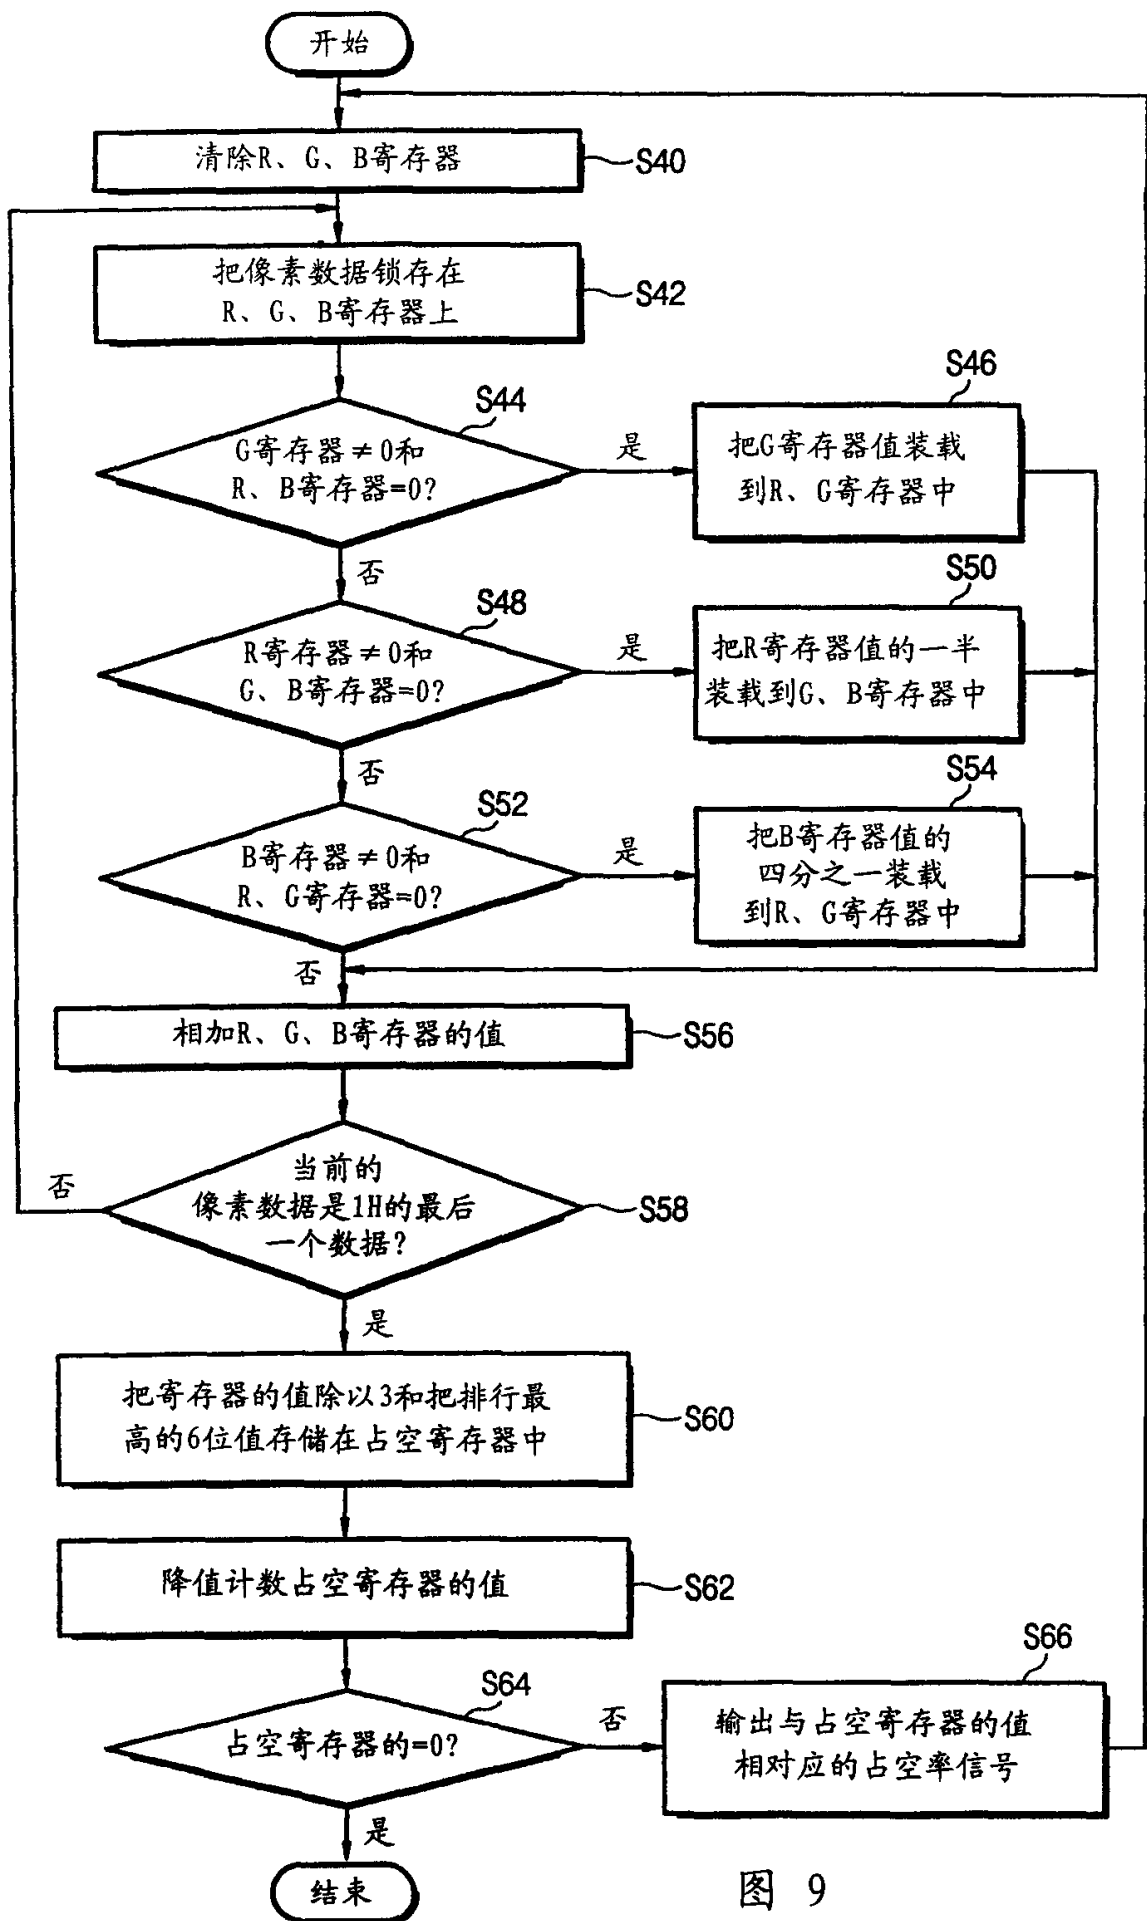 开始
清除R、G、B寄存器
S40
把像素数据锁存在
R、G、B寄存器上
S42
S44
G寄存器≠0和
R、B寄存器=0?
是
S46
把G寄存器值装载
到R、G寄存器中
否
S48
R寄存器≠0和
G、B寄存器=0?
是
S50
把R寄存器值的一半
装载到G、B寄存器中
否
S52
B寄存器≠0和
R、G寄存器=0?
是
S54
把B寄存器值的
四分之一装载
到R、G寄存器中
否
相加R、G、B寄存器的值
S56
当前的
像素数据是1H的最后
一个数据?
S58
否
是
把寄存器的值除以3和把排行最
高的6位值存储在占空寄存器中
S60
降值计数占空寄存器的值
S62
S64
占空寄存器的=0?
否
S66
输出与占空寄存器的值
相对应的占空率信号
是
结束
图 9